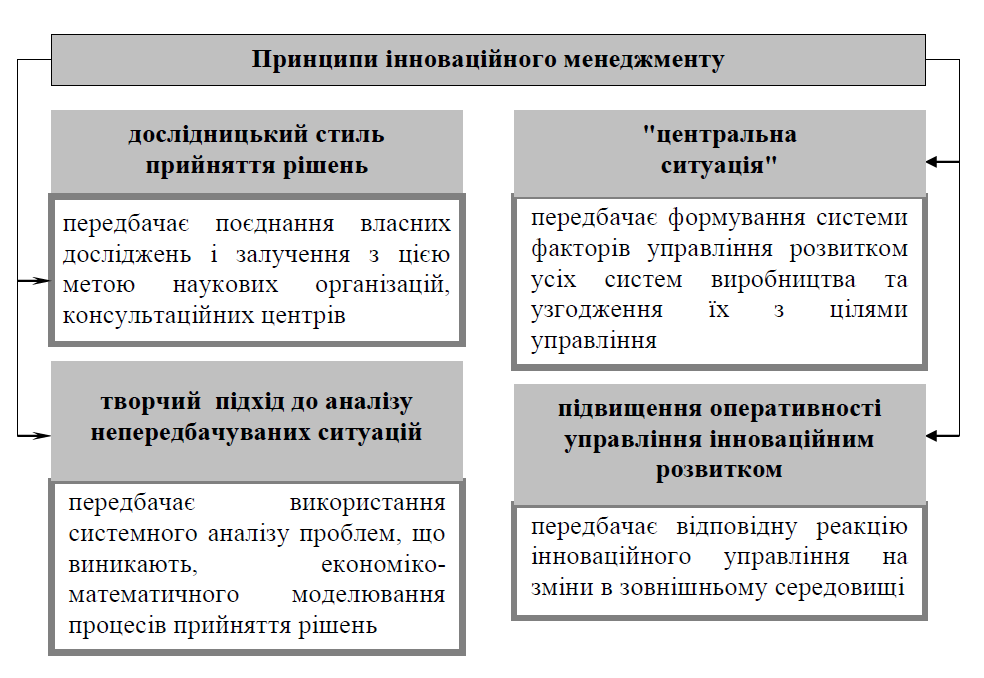 Принципи інноваційного менеджменту
дослідницький стиль
прийняття рішень
передбачає поєднання власних
досліджень і залучення з цією
метою наукових організацій,
консультаційних центрів
творчий підхід до аналізу
непередбачуваних ситуацій
передбачає використання
системного аналізу проблем, що
виникають, економіко-
математичного моделювання
процесів прийняття рішень
"центральна
ситуація"
передбачає формування системи
факторів управління розвитком
усіх систем виробництва та
узгодження їх з цілями
управління
підвищення оперативності
управління інноваційним
розвитком
передбачає відповідну реакцію
інноваційного управління на
зміни в зовнішньому середовищі